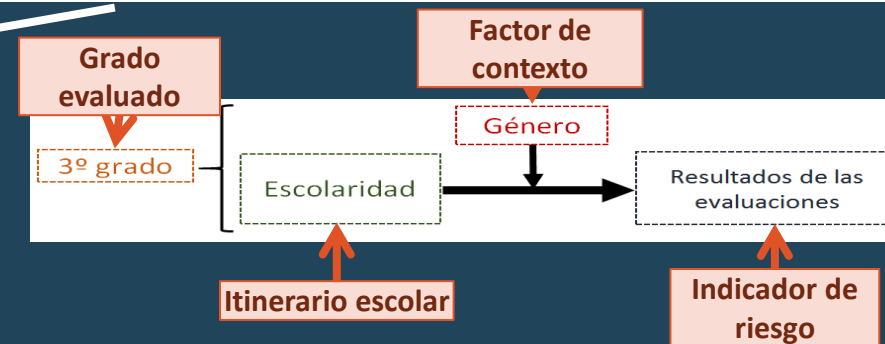 Grado
evaluado
Factor de
contexto
Género
3º grado
Escolaridad
Resultados de las
evaluaciones
Itinerario escolar
Indicador de
riesgo